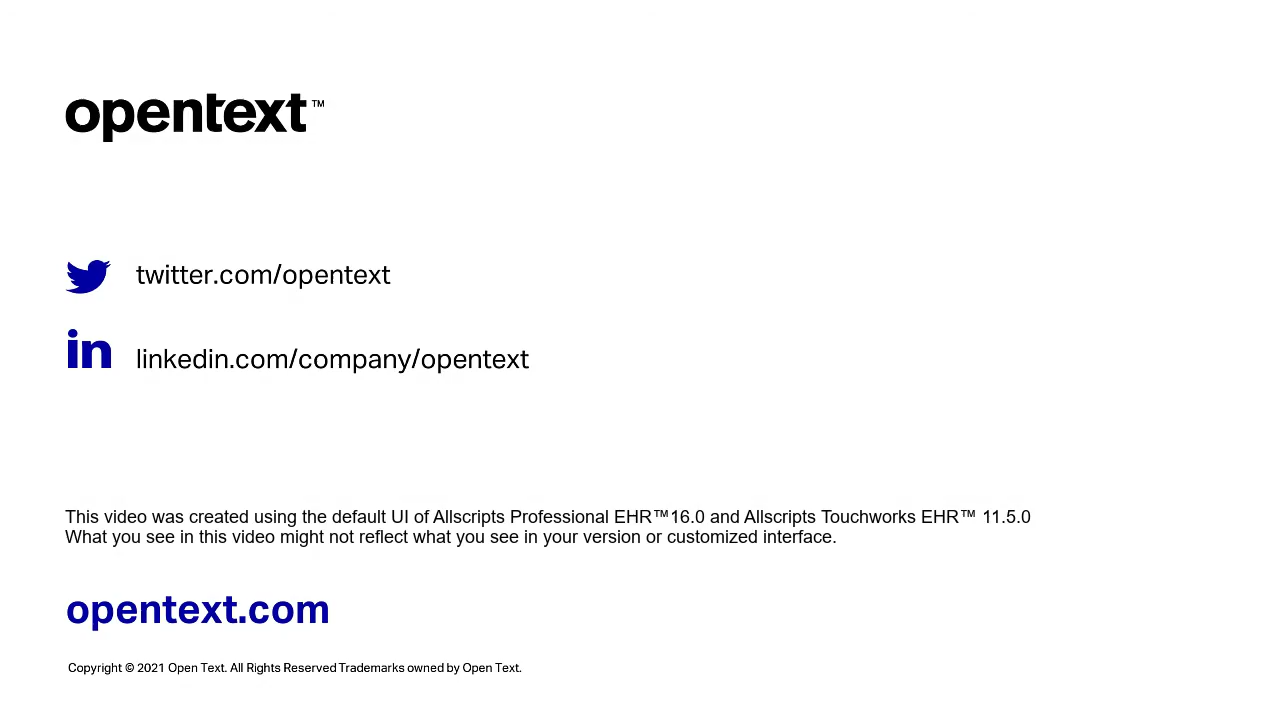 opentext™
twitter.com/opentext
in
linkedin.com/company/opentext
This video was created using the default UI of Allscripts Professional EHR™16.0 and Allscripts Touchworks EHR™ 11.5.0
What you see in this video might not reflect what you see in your version or customized interface.
opentext.com
Copyright © 2021 Open Text. All Rights Reserved Trademarks owned by Open Text.